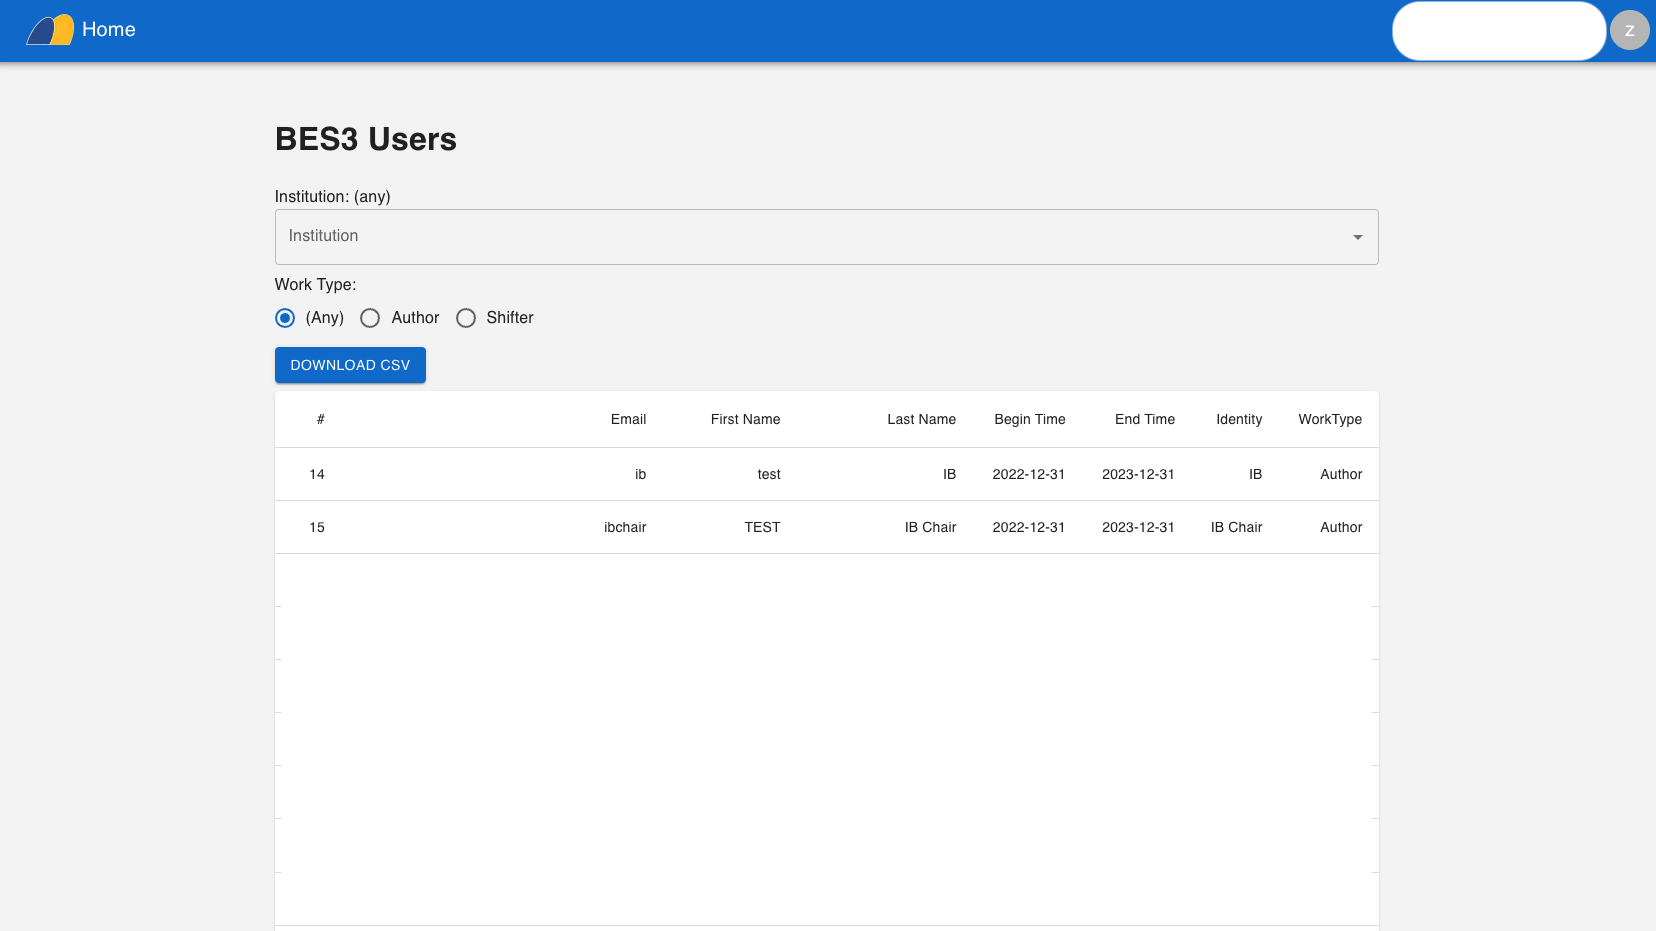 Home
Z
BES3 Users
Institution: (any)
Institution
Work Type:
(Any) Author Shifter
DOWNLOAD CSV
# Email First Name Last Name Begin Time End Time Identity WorkType
14 ib test IB 2022-12-31 2023-12-31 IB Author
15 ibchair TEST IB Chair 2022-12-31 2023-12-31 IB Chair Author